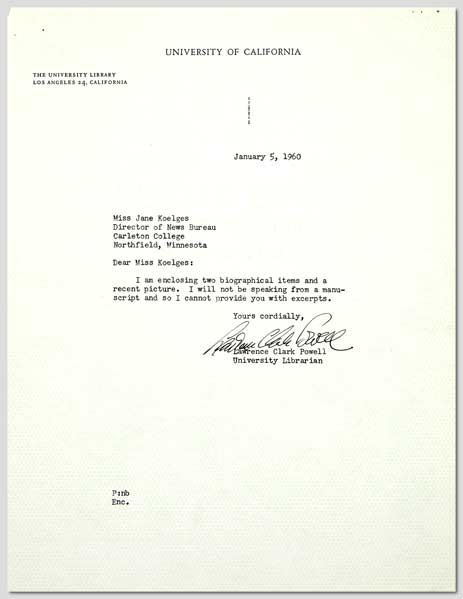 UNIVERSITY OF CALIFORNIA
THE UNIVERSITY LIBRARY
LOS ANGELES 24, CALIFORNIA
January 5, 1960
Miss Jane Koelges
Director of News Bureau
Carleton College
Northfield, Minnesota
Dear Miss Koelges:
I am enclosing two biographical items and a
recent picture. I will not be speaking from a manu-
script and so I cannot provide you with excerpts.
Yours cordially,
Lawrence Clark Powell
Lawrence Clark Powell
University Librarian
P:nb
Enc.